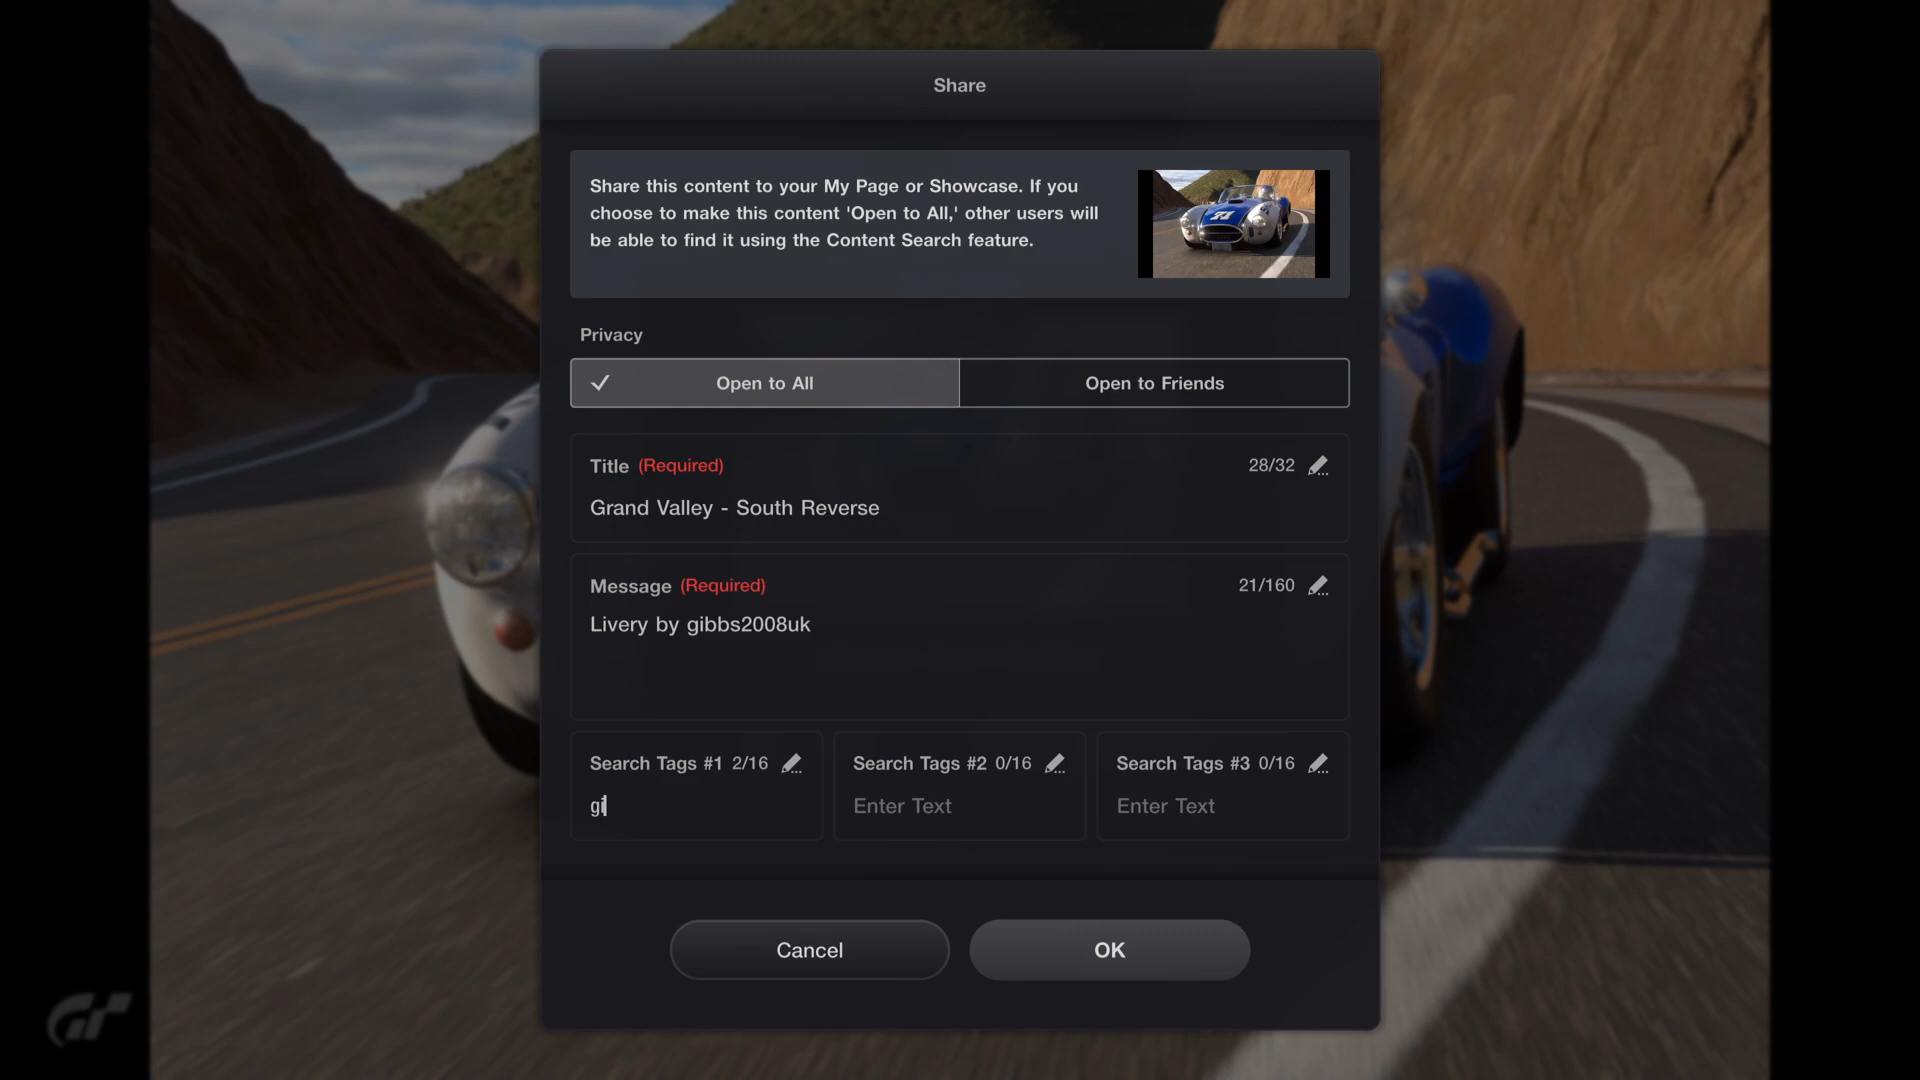 Share
Share this content to your My Page or Showcase. If you
choose to make this content 'Open to All,' other users will
be able to find it using the Content Search feature.
Privacy
Open to All
Open to Friends
Title (Required)
28/32
Grand Valley - South Reverse
Message (Required)
21/160
Livery by gibbs2008uk
Search Tags #1 2/16
gi
Search Tags #2 0/16
Enter Text
Search Tags #3 0/16
Enter Text
Cancel
OK
GT